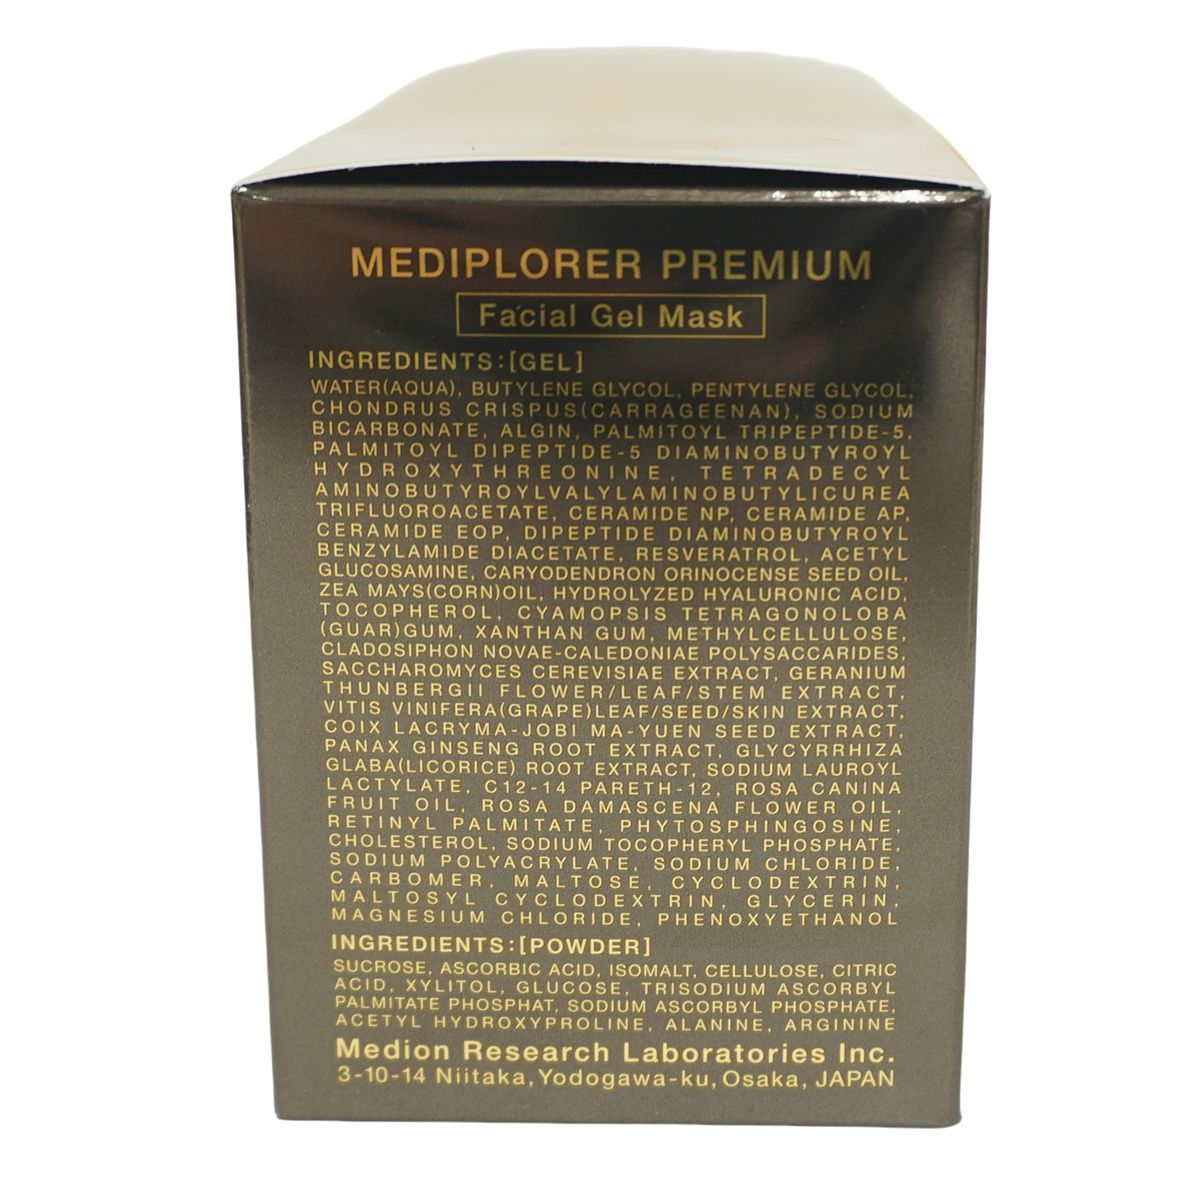 MEDIPLORER PREMIUM
Facial Gel Mask
INGREDIENTS:[GEL]
WATER(AQUA), BUTYLENE GLYCOL, PENTYLENE GLYCOL,
CHONDRUS CRISPUS(CARRAGEENAN), SODIUM
BICARBONATE, ALGIN, PALMITOYL TRIPEPTIDE-5,
PALMITOYL DIPEPTIDE-5 DIAMINOBUTYROYL
HYDROXYTHREONINE, TETRADECYL
AMINOBUTYROYLVALYLAMINOBUTYLICUREA
TRIFLUOROACETATE, CERAMIDE NP, CERAMIDE AP,
CERAMIDE EOP, DIPEPTIDE DIAMINOBUTYROYL
BENZYLAMIDE DIACETATE, RESVERATROL, ACETYL
GLUCOSAMINE, CARYODENDRON ORINOCENSE SEED OIL,
ZEA MAYS(CORN)OIL, HYDROLYZED HYALURONIC ACID,
TOCOPHEROL, CYAMOPSIS TETRAGONOLOBA
(GUAR)GUM, XANTHAN GUM, METHYLCELLULOSE,
CLADOSIPHON NOVAE-CALEDONIAE POLYSACCARIDES,
SACCHAROMYCES CEREVISIAE EXTRACT, GERANIUM
THUNBERGII FLOWER/LEAF/STEM EXTRACT,
VITIS VINIFERA(GRAPE)LEAF/SEED/SKIN EXTRACT,
COIX LACRYMA-JOBI MA-YUEN SEED EXTRACT,
PANAX GINSENG ROOT EXTRACT, GLYCYRRHIZA
GLABA(LICORICE) ROOT EXTRACT, SODIUM LAUROYL
LACTYLATE, C12-14 PARETH-12, ROSA CANINA
FRUIT OIL, ROSA DAMASCENA FLOWER OIL,
RETINYL PALMITATE, PHYTOSPHINGOSINE,
CHOLESTEROL, SODIUM TOCOPHERYL PHOSPHATE,
SODIUM POLYACRYLATE, SODIUM CHLORIDE,
CARBOMER, MALTOSE, CYCLODEXTRIN,
MALTOSYL CYCLODEXTRIN, GLYCERIN,
MAGNESIUM CHLORIDE, PHENOXYETHANOL
INGREDIENTS:[POWDER]
SUCROSE, ASCORBIC ACID, ISOMALT, CELLULOSE, CITRIC
ACID, XYLITOL, GLUCOSE, TRISODIUM ASCORBYL
PALMITATE PHOSPHAT, SODIUM ASCORBYL PHOSPHATE,
ACETYL HYDROXYPROLINE, ALANINE, ARGININE
Medion Research Laboratories Inc.
3-10-14 Niitaka,Yodogawa-ku,Osaka, JAPAN